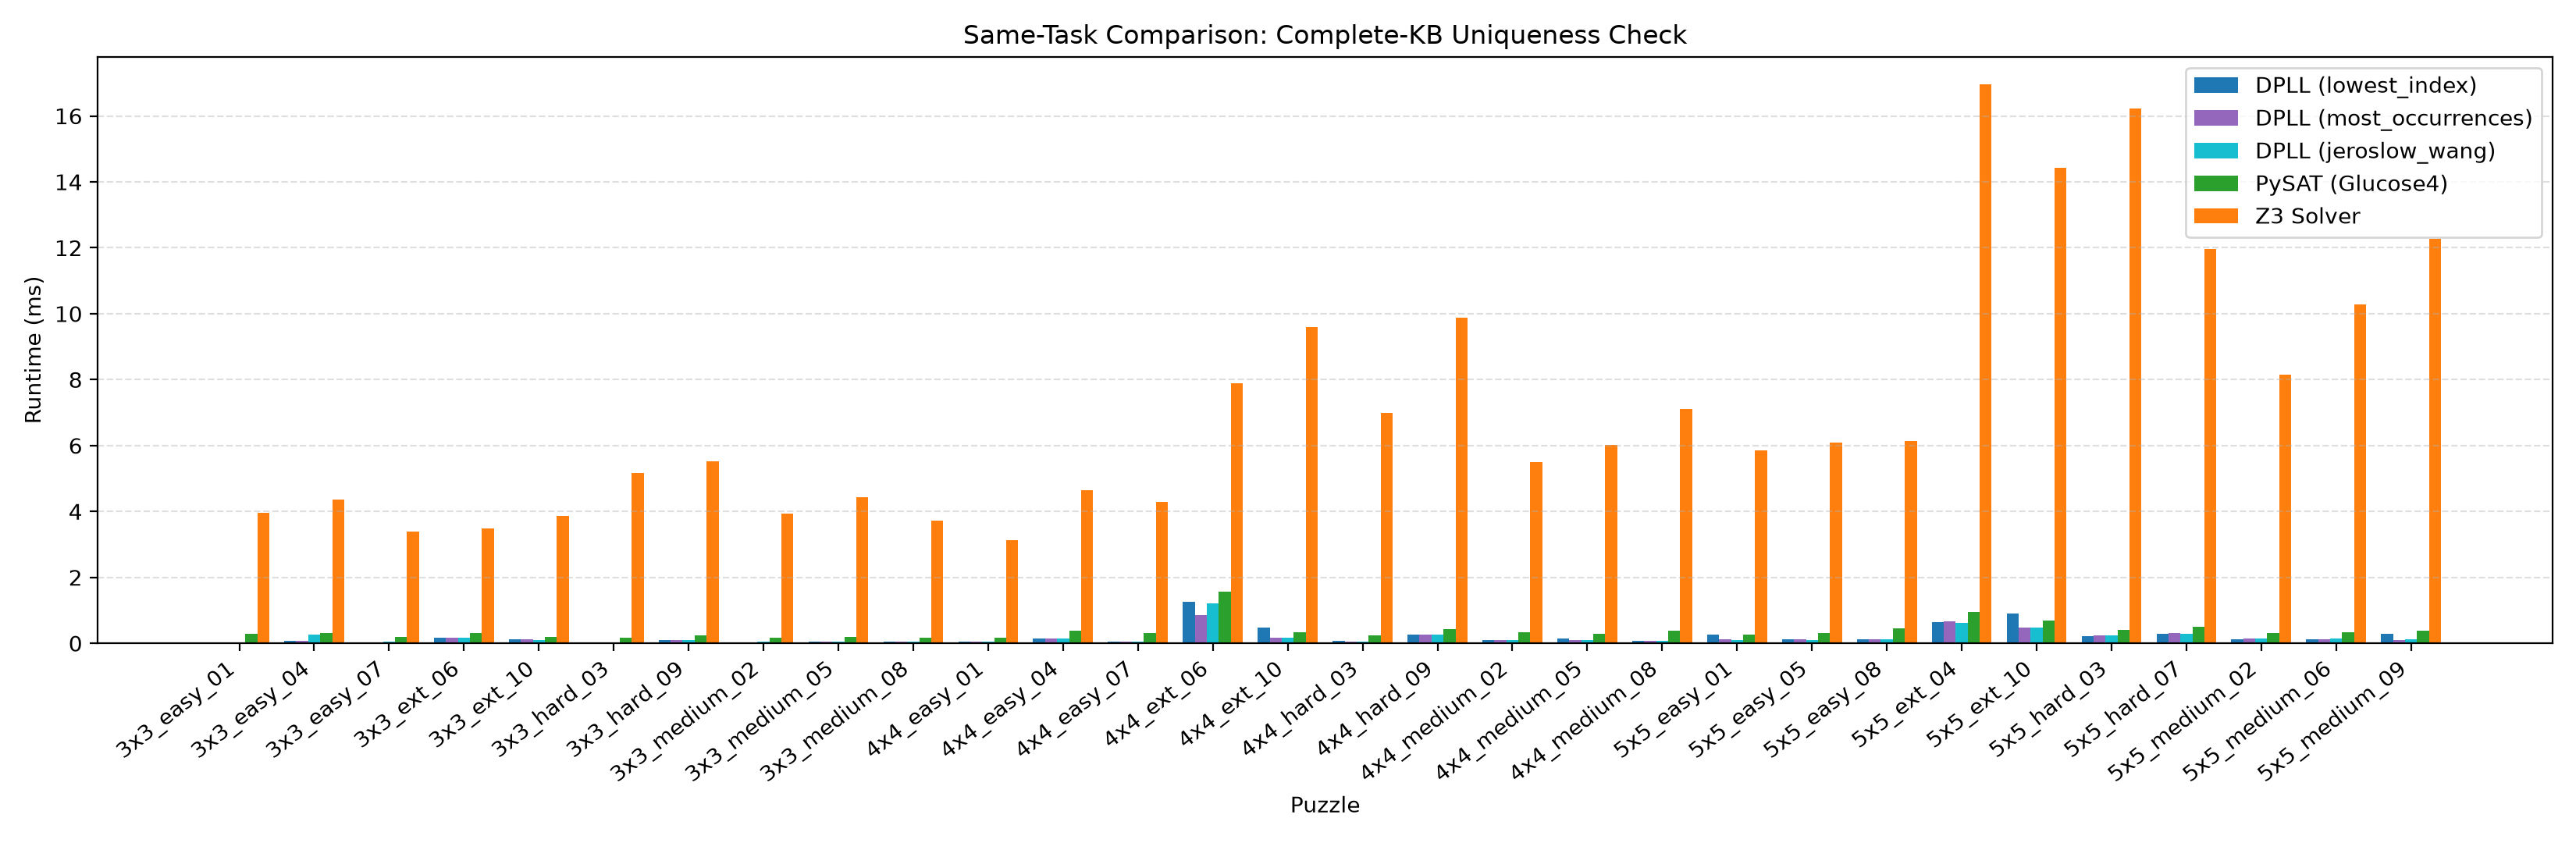 Same-Task Comparison: Complete-KB Uniqueness Check
DPLL (lowest_index)
DPLL (most_occurrences)
DPLL (jeroslow_wang)
PySAT (Glucose4)
Z3 Solver
Runtime (ms)
16
14
12
10
8
6
4
2
0
3x3_easy_01
3x3_easy_04
3x3_easy_07
3x3_ext_06
3x3_ext_10
3x3_hard_03
3x3_hard_09
3x3_medium_02
3x3_medium_05
3x3_medium_08
4x4_easy_01
4x4_easy_04
4x4_easy_07
4x4_ext_06
4x4_ext_10
4x4_hard_03
4x4_hard_09
4x4_medium_02
4x4_medium_05
4x4_medium_08
5x5_easy_01
5x5_easy_05
5x5_easy_08
5x5_ext_04
5x5_ext_10
5x5_hard_03
5x5_hard_07
5x5_medium_02
5x5_medium_06
5x5_medium_09
Puzzle